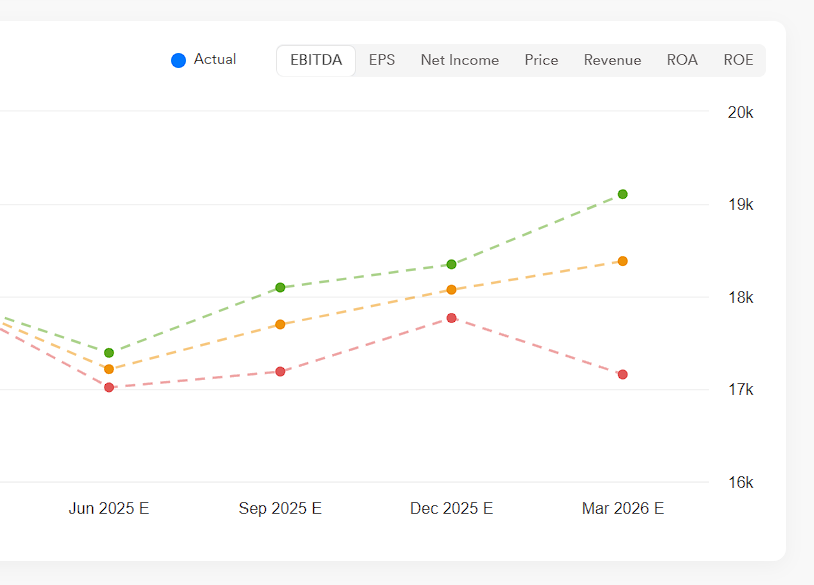 Actual EBITDA EPS Net Income Price Revenue ROA ROE
20k
19k
18k
17k
16k
Jun 2025 E Sep 2025 E Dec 2025 E Mar 2026 E